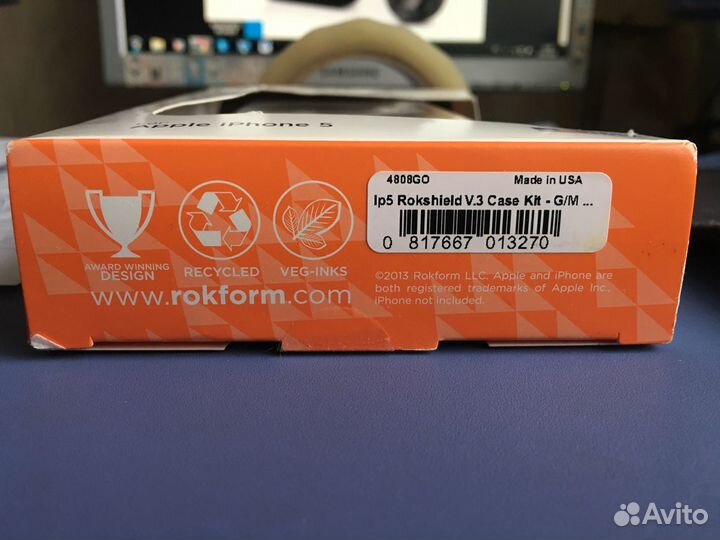 SAMSUNG
Apple iPhone 5
4808GO Made in USA
Ip5 Rokshield V.3 Case Kit - G/M ...
0 817667 013270
AWARD WINNING
DESIGN
RECYCLED
VEG-INKS
©2013 Rokform LLC. Apple and iPhone are
both registered trademarks of Apple Inc.,
iPhone not included.
www.rokform.com
Avito